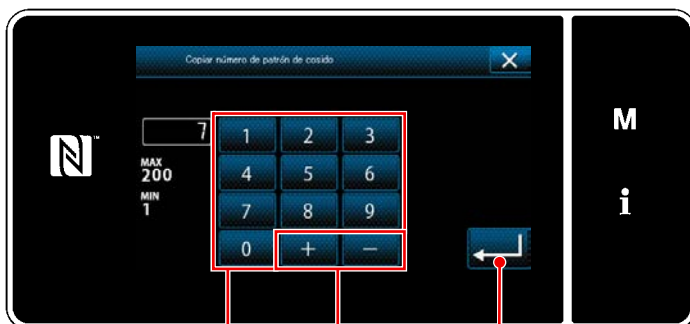 Copiar número de patrón de cosido
7
MAX
200
MIN
1
1 2 3
4 5 6
7 8 9
0 + −
M
i
N